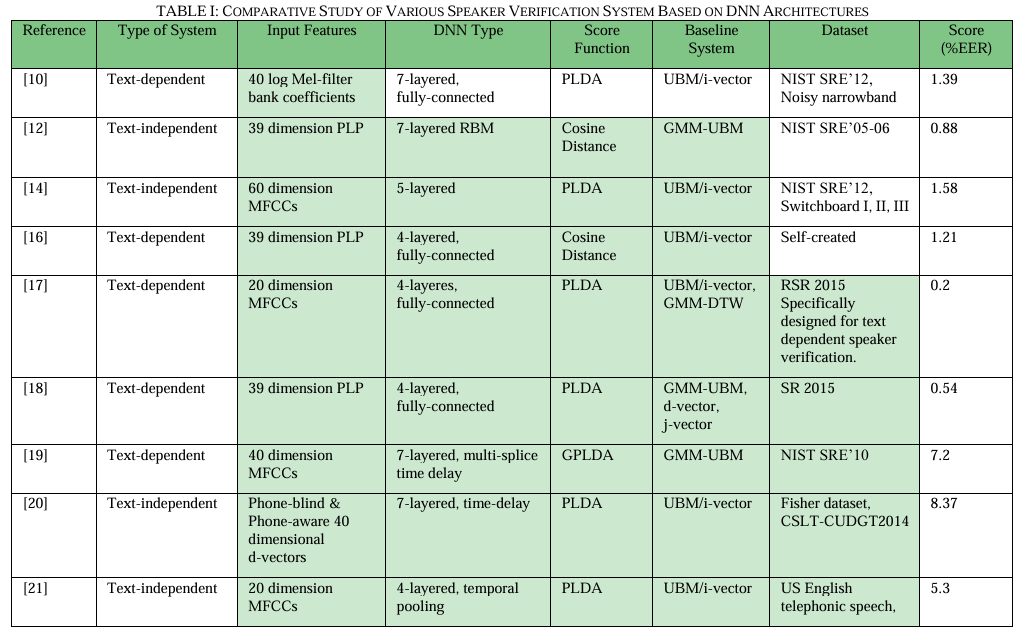 TABLE I: COMPARATIVE STUDY OF VARIOUS SPEAKER VERIFICATION SYSTEM BASED ON DNN ARCHITECTURES
Reference Type of System Input Features DNN Type Score Function Baseline System Dataset Score (%EER)
[10] Text-dependent 40 log Mel-filter bank coefficients 7-layered, fully-connected PLDA UBM/i-vector NIST SRE'12, Noisy narrowband 1.39
[12] Text-independent 39 dimension PLP 7-layered RBM Cosine Distance GMM-UBM NIST SRE'05-06 0.88
[14] Text-independent 60 dimension MFCCs 5-layered PLDA UBM/i-vector NIST SRE'12, Switchboard I, II, III 1.58
[16] Text-dependent 39 dimension PLP 4-layered, fully-connected Cosine Distance UBM/i-vector Self-created 1.21
[17] Text-dependent 20 dimension MFCCs 4-layeres, fully-connected PLDA UBM/i-vector, GMM-DTW RSR 2015 Specifically designed for text dependent speaker verification. 0.2
[18] Text-dependent 39 dimension PLP 4-layered, fully-connected PLDA GMM-UBM, d-vector, j-vector SR 2015 0.54
[19] Text-dependent 40 dimension MFCCs 7-layered, multi-splice time delay GPLDA GMM-UBM NIST SRE'10 7.2
[20] Text-independent Phone-blind & Phone-aware 40 dimensional d-vectors 7-layered, time-delay PLDA UBM/i-vector Fisher dataset, CSLT-CUDGT2014 8.37
[21] Text-independent 20 dimension MFCCs 4-layered, temporal pooling PLDA UBM/i-vector US English telephonic speech, 5.3